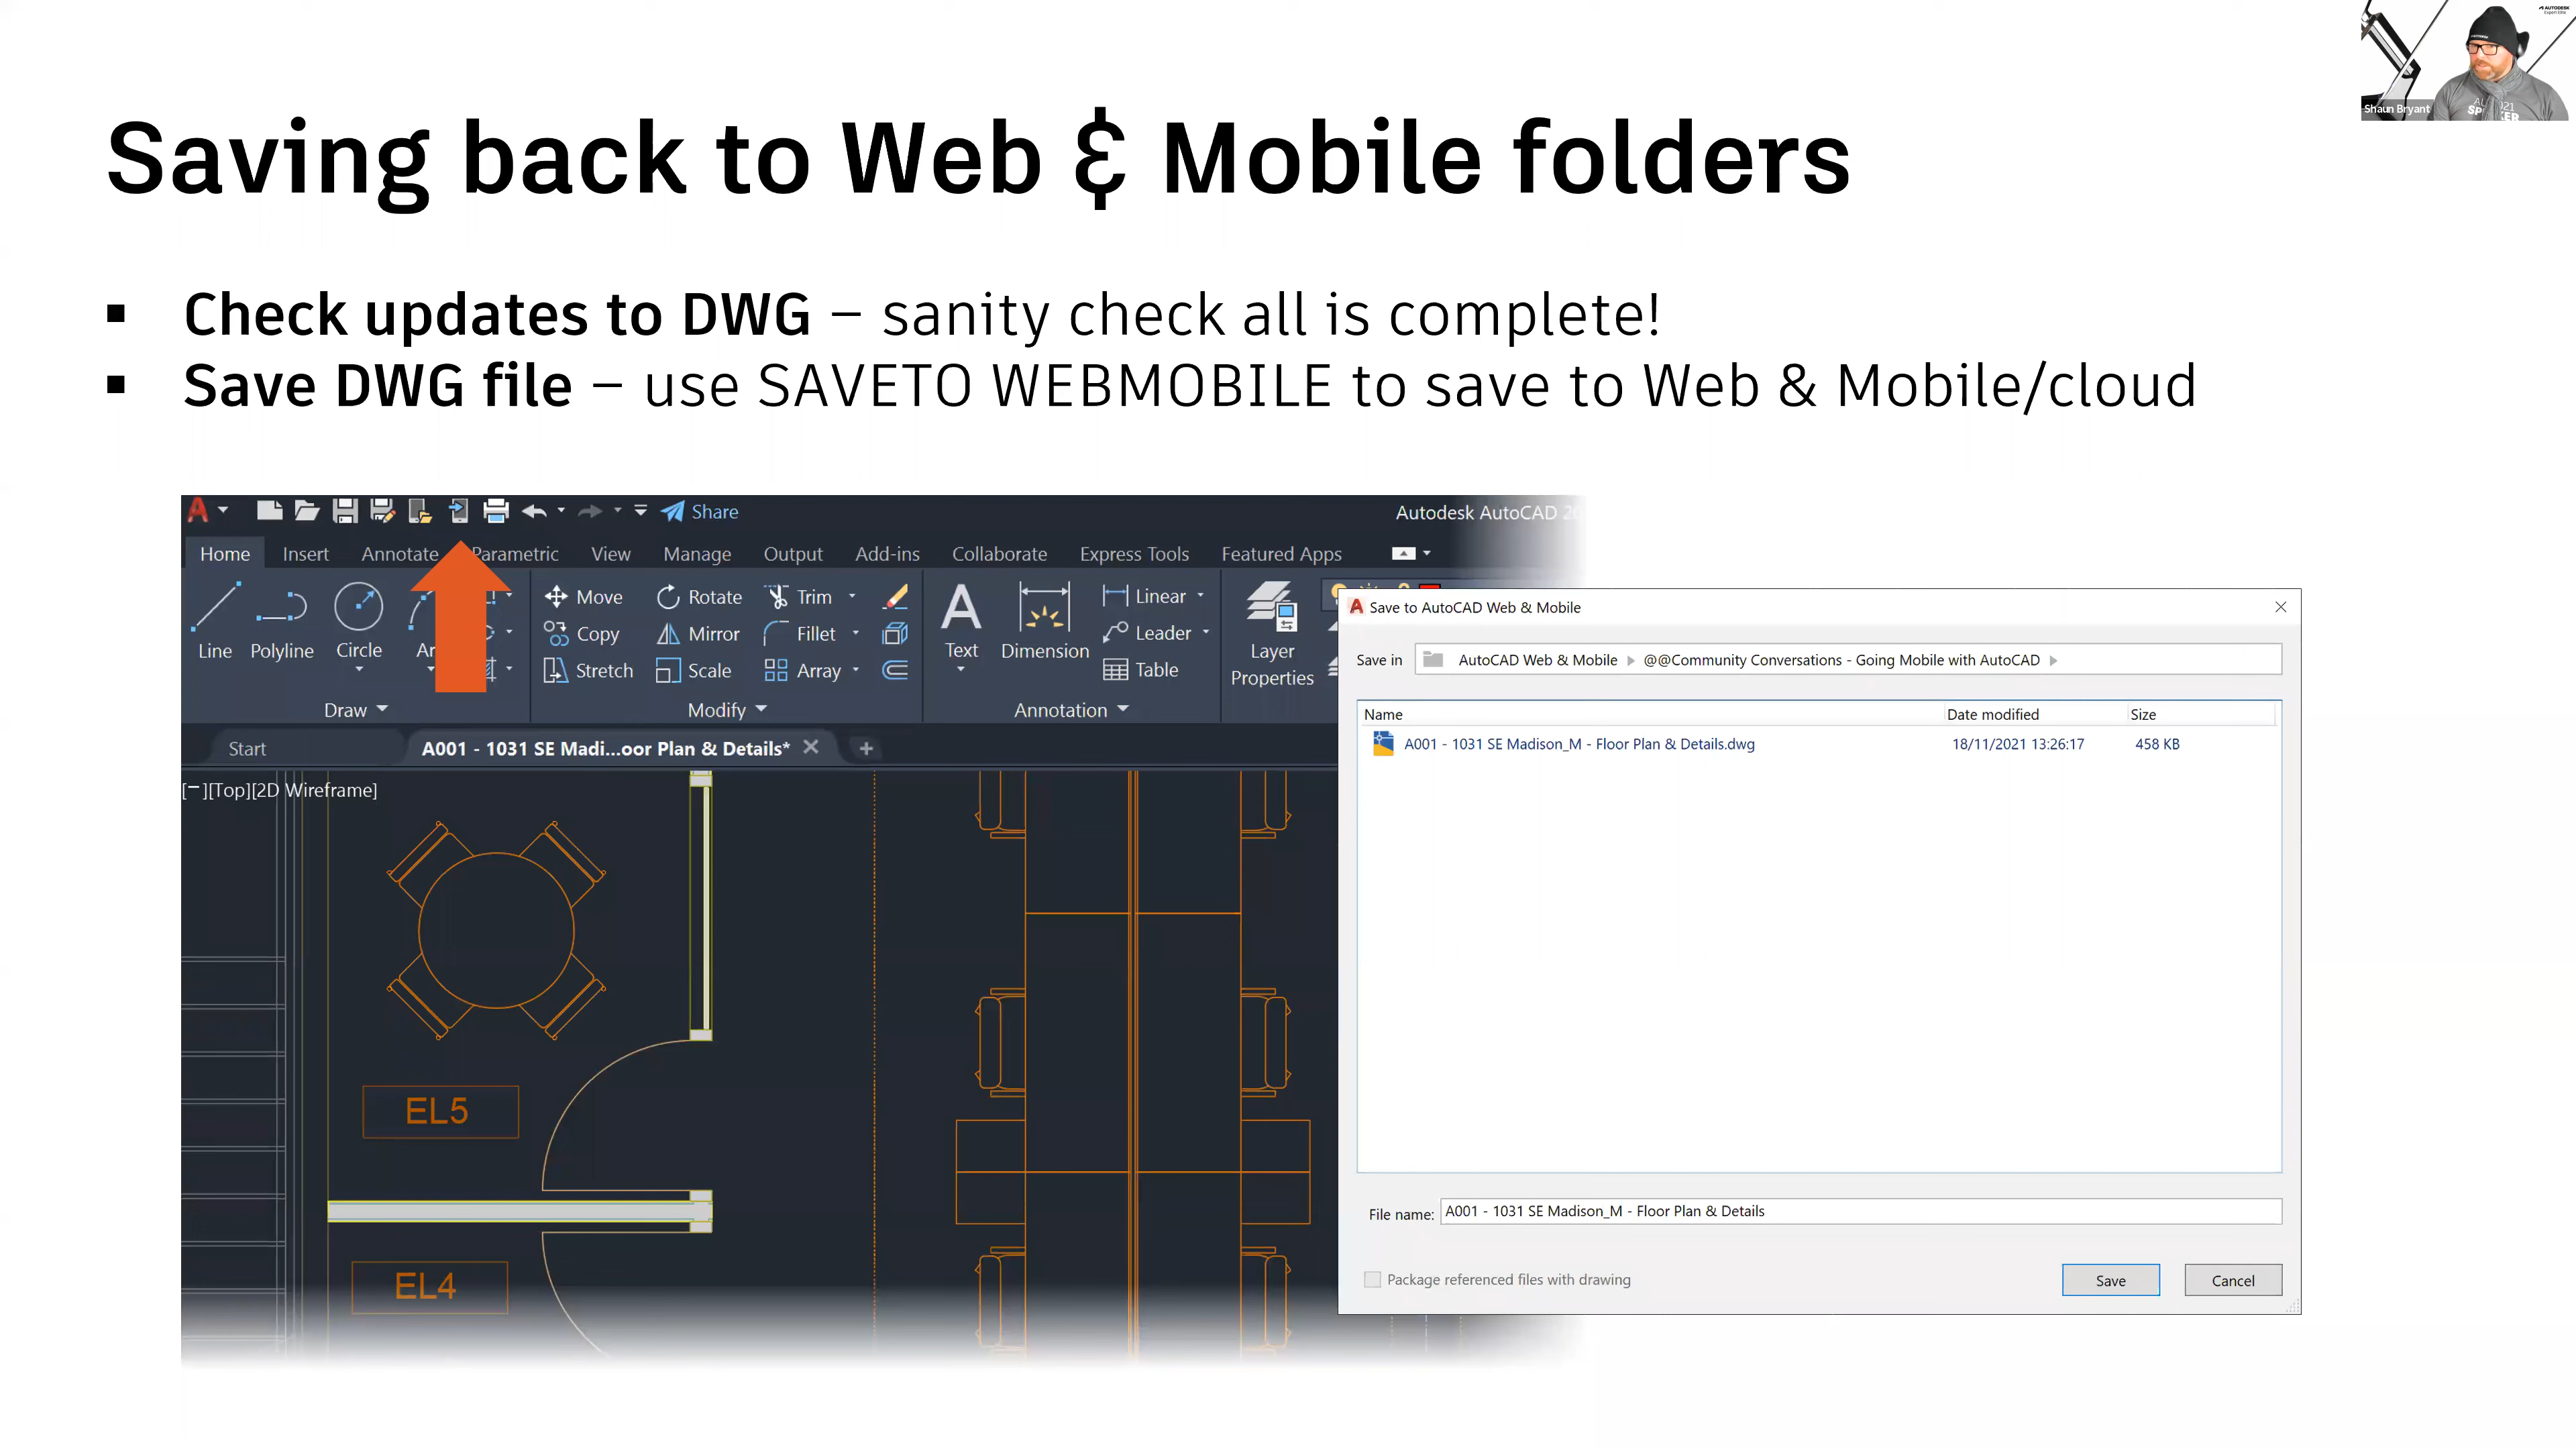 AUTODESK
Expert Elite
Shaun Bryant
Saving back to Web & Mobile folders
▪ Check updates to DWG – sanity check all is complete!
▪ Save DWG file – use SAVETO WEBMOBILE to save to Web & Mobile/cloud
Share
Autodesk AutoCAD
Home Insert Annotate Parametric View Manage Output Add-ins Collaborate Express Tools Featured Apps
Move Rotate Trim Linear
Copy Mirror Fillet Leader
Line Polyline Circle Text Dimension Layer Properties
Stretch Scale Array Table
Draw Modify Annotation
Start A001 - 1031 SE Madi...oor Plan & Details*
[−][Top][2D Wireframe]
EL5
EL4
Save to AutoCAD Web & Mobile
Save in AutoCAD Web & Mobile @@Community Conversations - Going Mobile with AutoCAD
Name Date modified Size
A001 - 1031 SE Madison_M - Floor Plan & Details.dwg 18/11/2021 13:26:17 458 KB
File name: A001 - 1031 SE Madison_M - Floor Plan & Details
Package referenced files with drawing Save Cancel